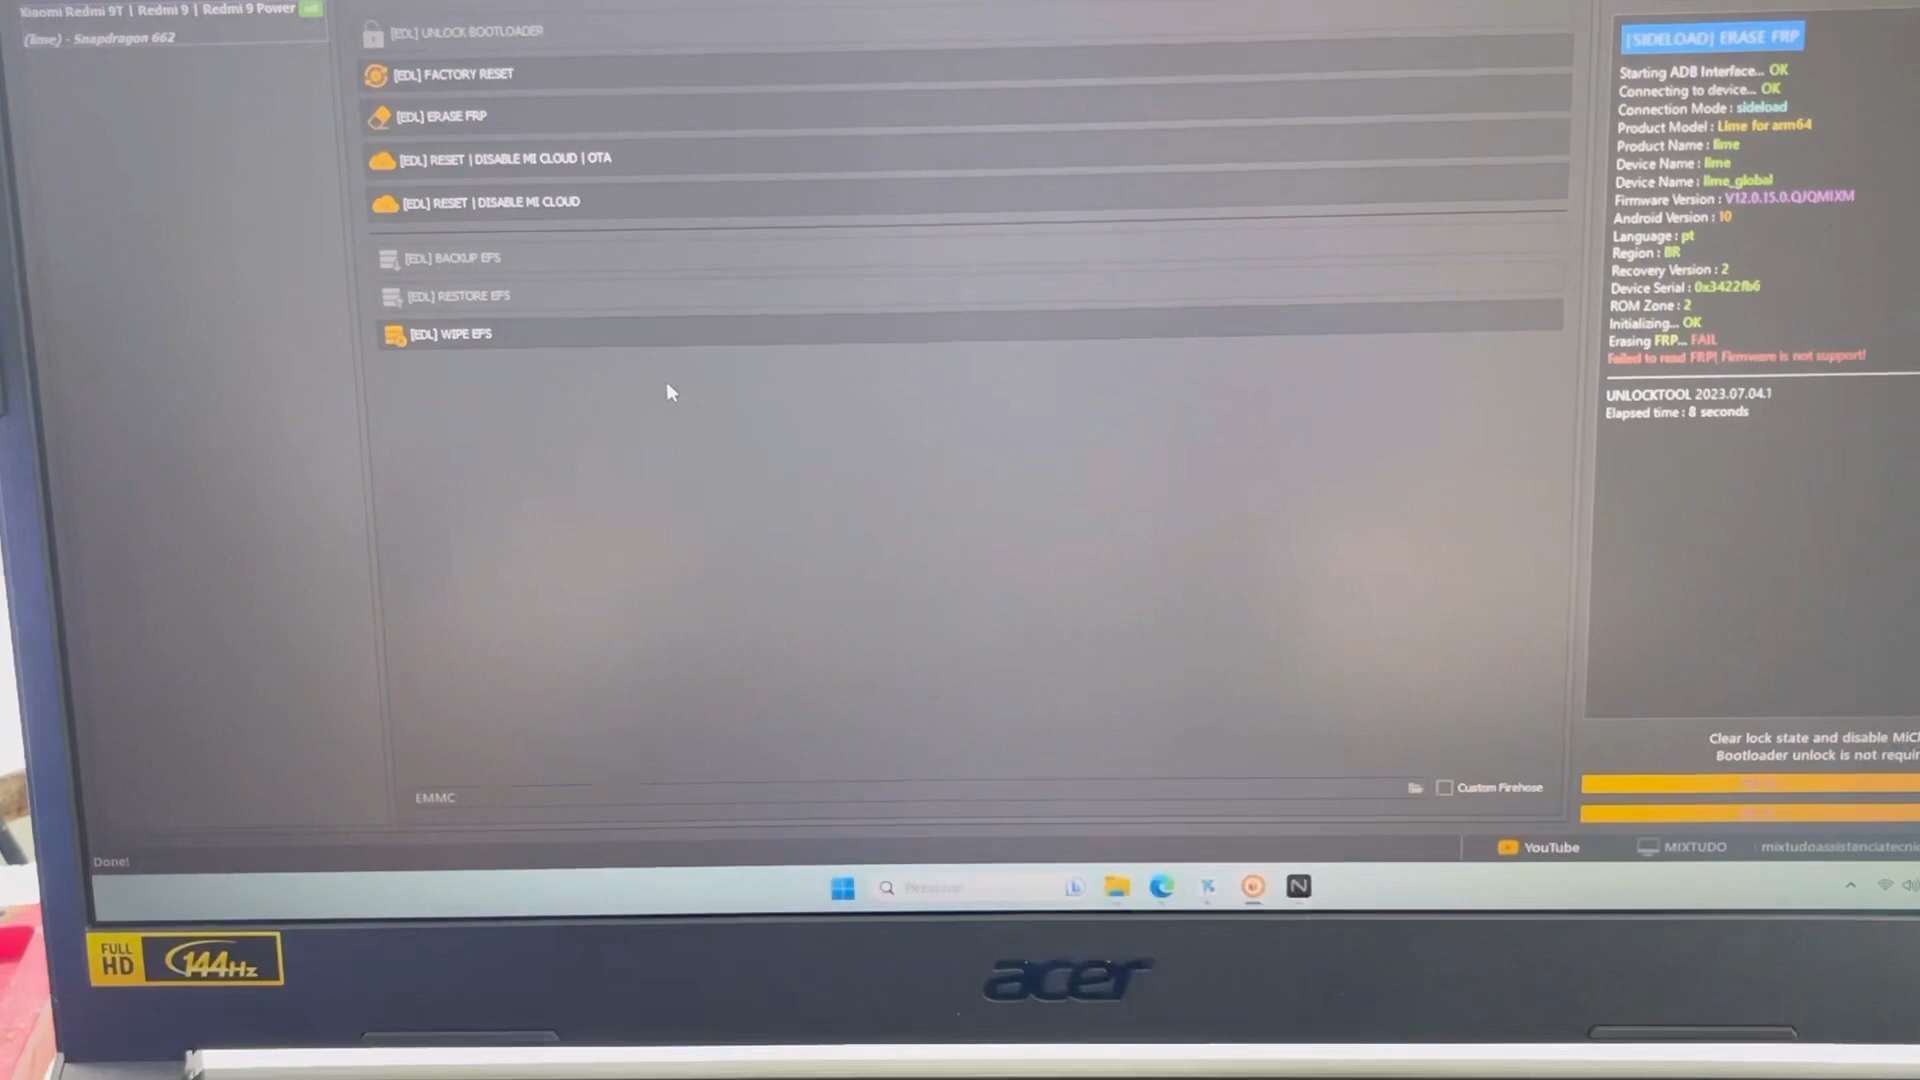 Xiaomi Redmi 9T | Redmi 9 | Redmi 9 Power
(lime) - Snapdragon 662
[EDL] UNLOCK BOOTLOADER
[EDL] FACTORY RESET
[EDL] ERASE FRP
[EDL] RESET | DISABLE MI CLOUD | OTA
[EDL] RESET | DISABLE MI CLOUD
[EDL] BACKUP EFS
[EDL] RESTORE EFS
[EDL] WIPE EFS
EMMC
Custom Firehose
[SIDELOAD] ERASE FRP
Starting ADB Interface... OK
Connecting to device... OK
Connection Mode : sideload
Product Model : Lime for arm64
Product Name : lime
Device Name : lime
Device Name : lime_global
Firmware Version : V12.0.15.0.QJQMIXM
Android Version : 10
Language : pt
Region : BR
Recovery Version : 2
Device Serial : 0x3422fb6
ROM Zone : 2
Initializing... OK
Erasing FRP... FAIL
Failed to read FRP! Firmware is not support!
UNLOCKTOOL 2023.07.04.1
Elapsed time : 8 seconds
Clear lock state and disable MiCl
Bootloader unlock is not requir
Done!
YouTube
MIXTUDO
mixtudoassistenciatecnic
Pesquisar
FULL HD
144Hz
acer